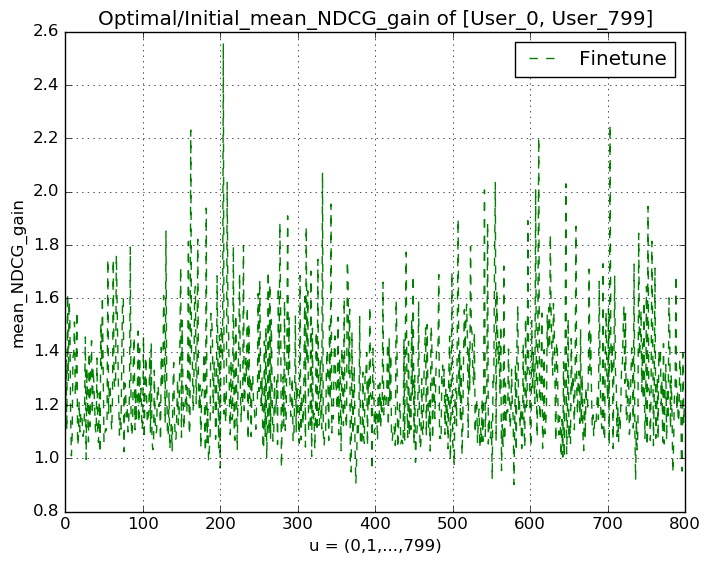 Optimal/Initial_mean_NDCG_gain of [User_0, User_799]
Finetune
mean_NDCG_gain
2.6
2.4
2.2
2.0
1.8
1.6
1.4
1.2
1.0
0.8
0 100 200 300 400 500 600 700 800
u = (0,1,...,799)